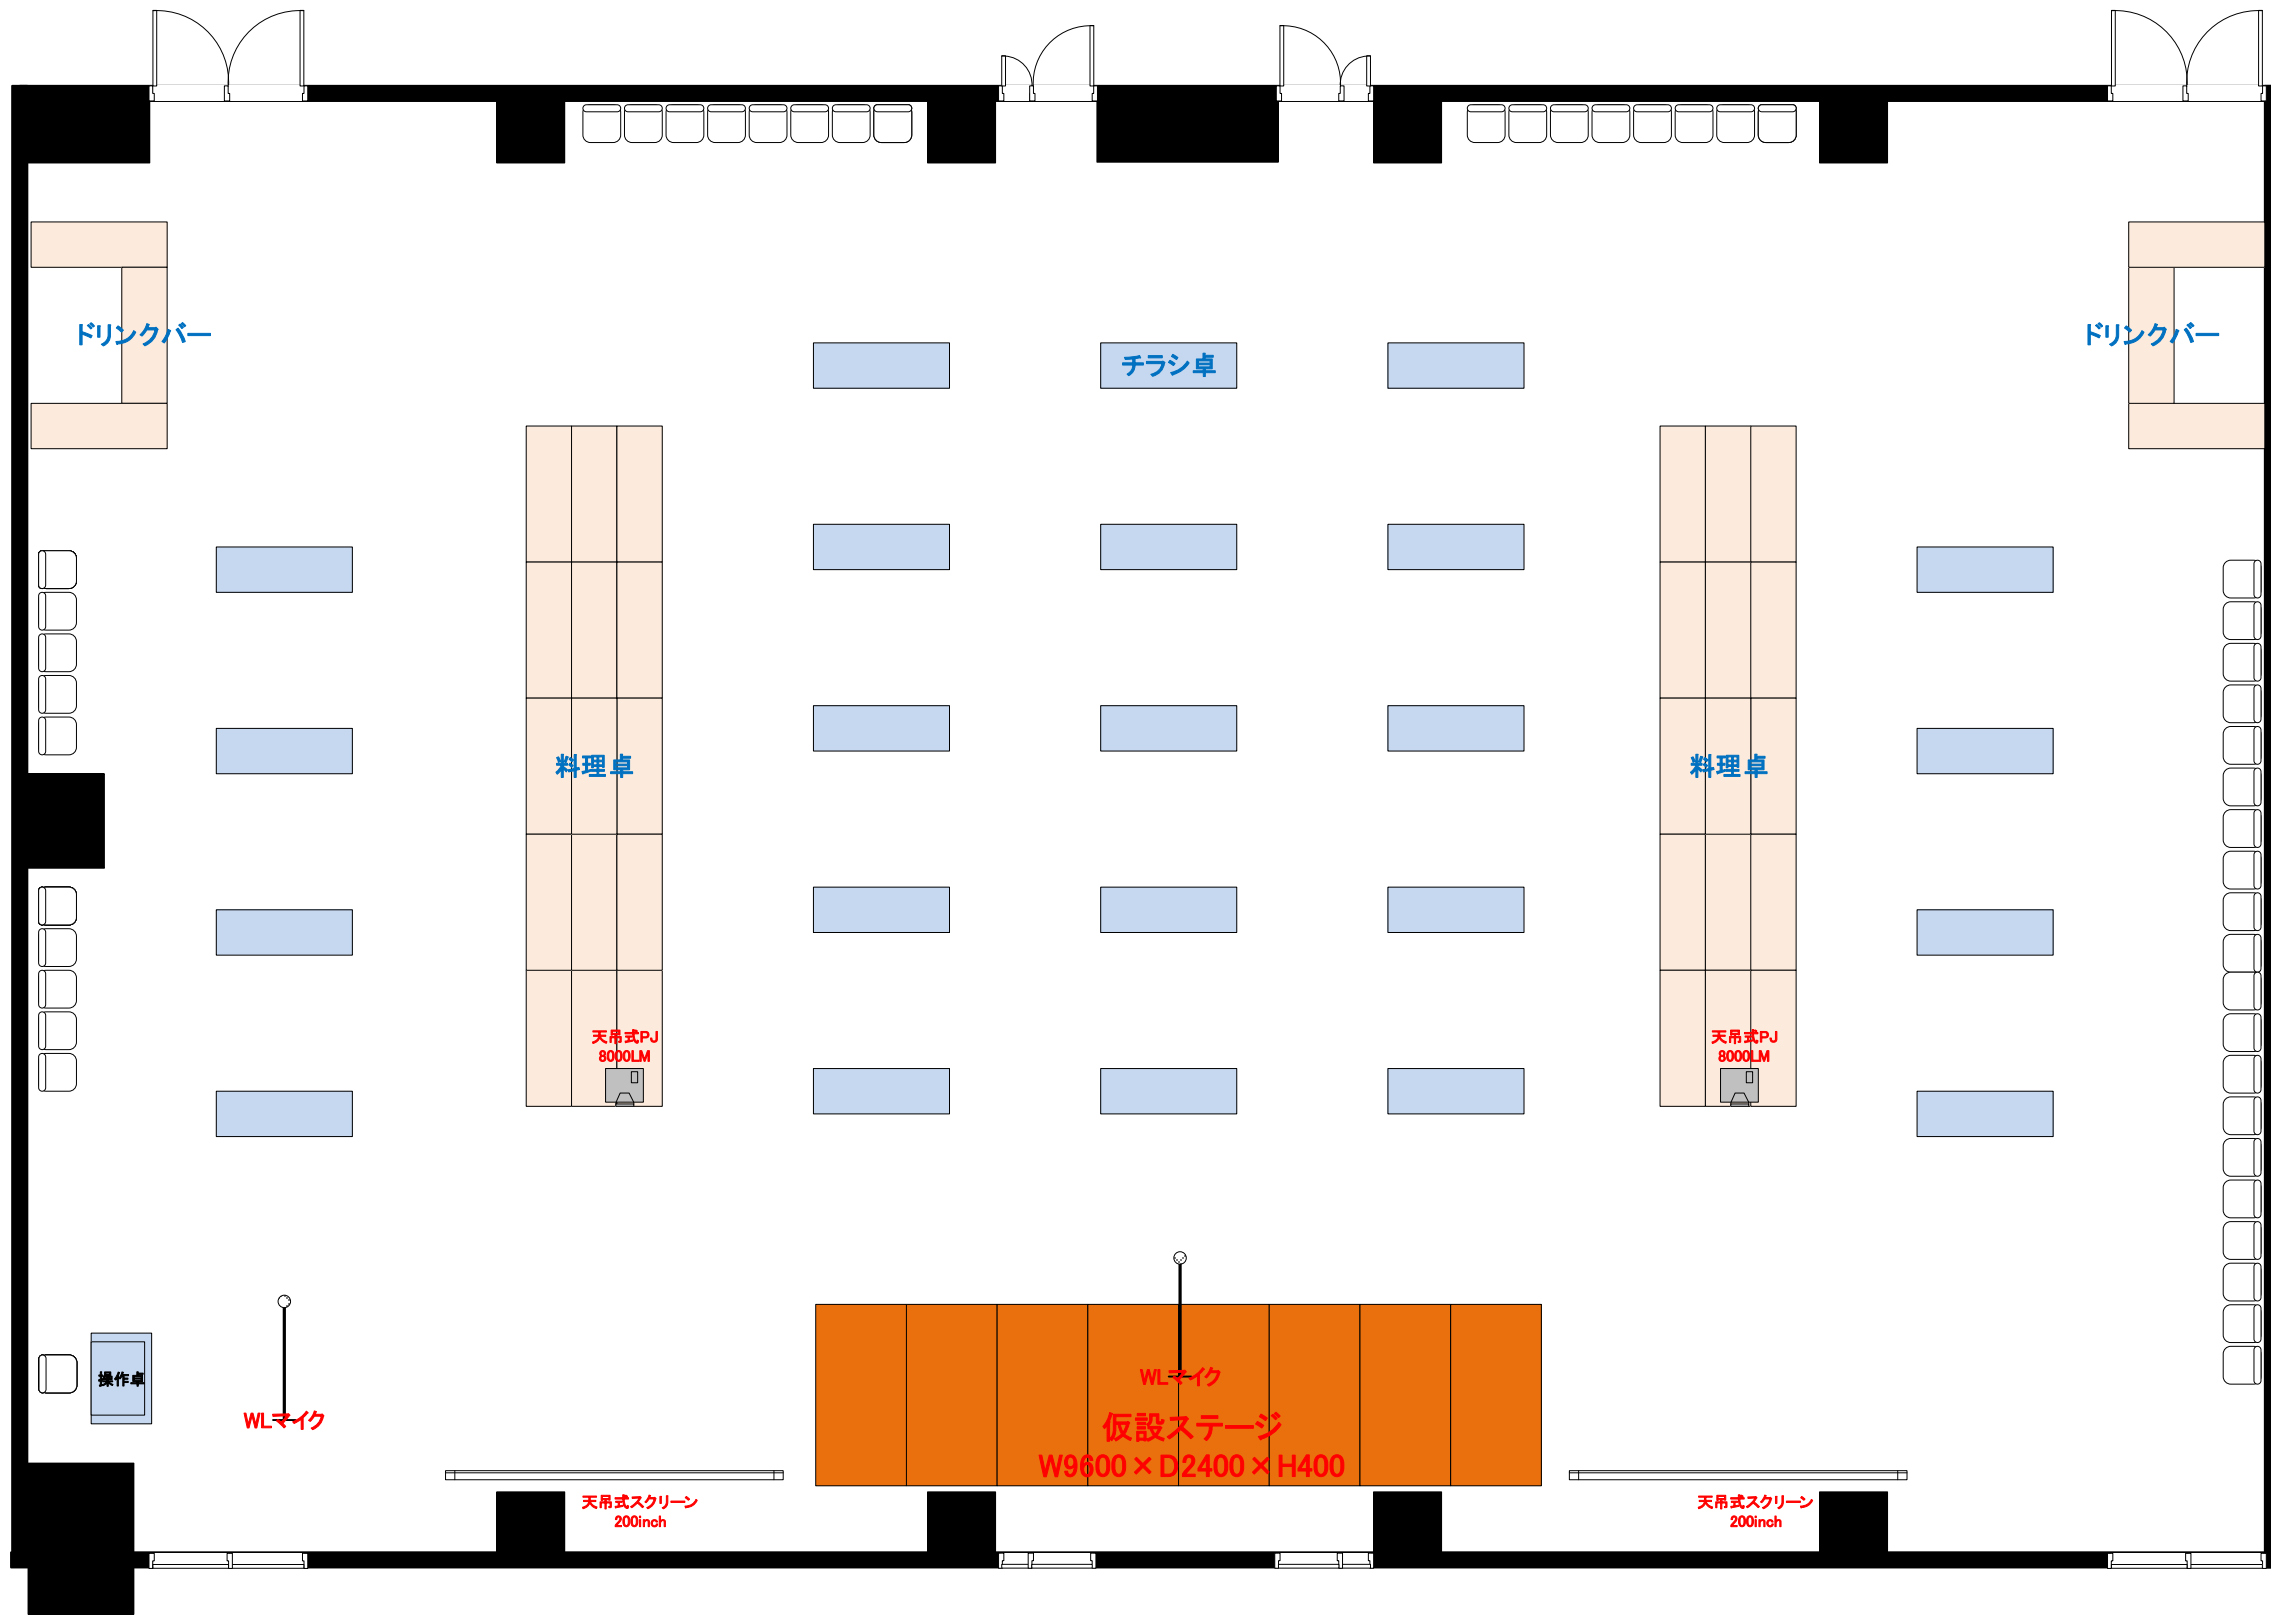 ドリンクバー
ドリンクバー
チラシ卓
料理卓
料理卓
天吊式PJ
8000LM
天吊式PJ
8000LM
操作卓
WLマイク
WLマイク
仮設ステージ
W9600×D2400×H400
天吊式スクリーン
200inch
天吊式スクリーン
200inch